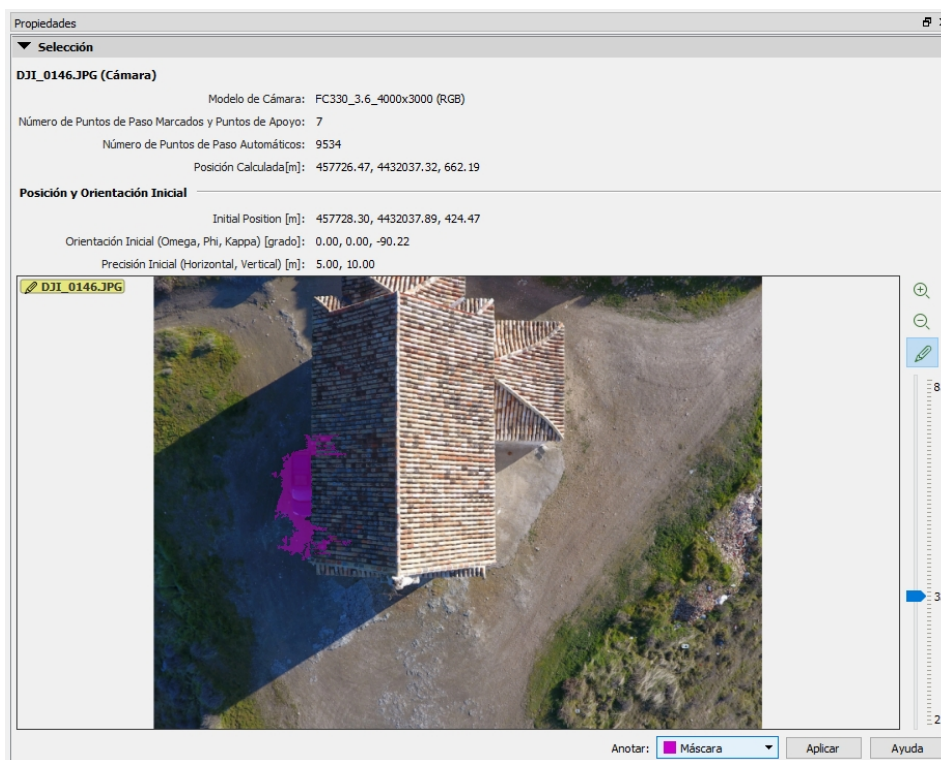 Propiedades
Selección
DJI_0146.JPG (Cámara)
Modelo de Cámara: FC330_3.6_4000x3000 (RGB)
Número de Puntos de Paso Marcados y Puntos de Apoyo: 7
Número de Puntos de Paso Automáticos: 9534
Posición Calculada[m]: 457726.47, 4432037.32, 662.19
Posición y Orientación Inicial
Initial Position [m]: 457728.30, 4432037.89, 424.47
Orientación Inicial (Omega, Phi, Kappa) [grado]: 0.00, 0.00, -90.22
Precisión Inicial (Horizontal, Vertical) [m]: 5.00, 10.00
DJI_0146.JPG
8
3
2
Anotar: Máscara Aplicar Ayuda